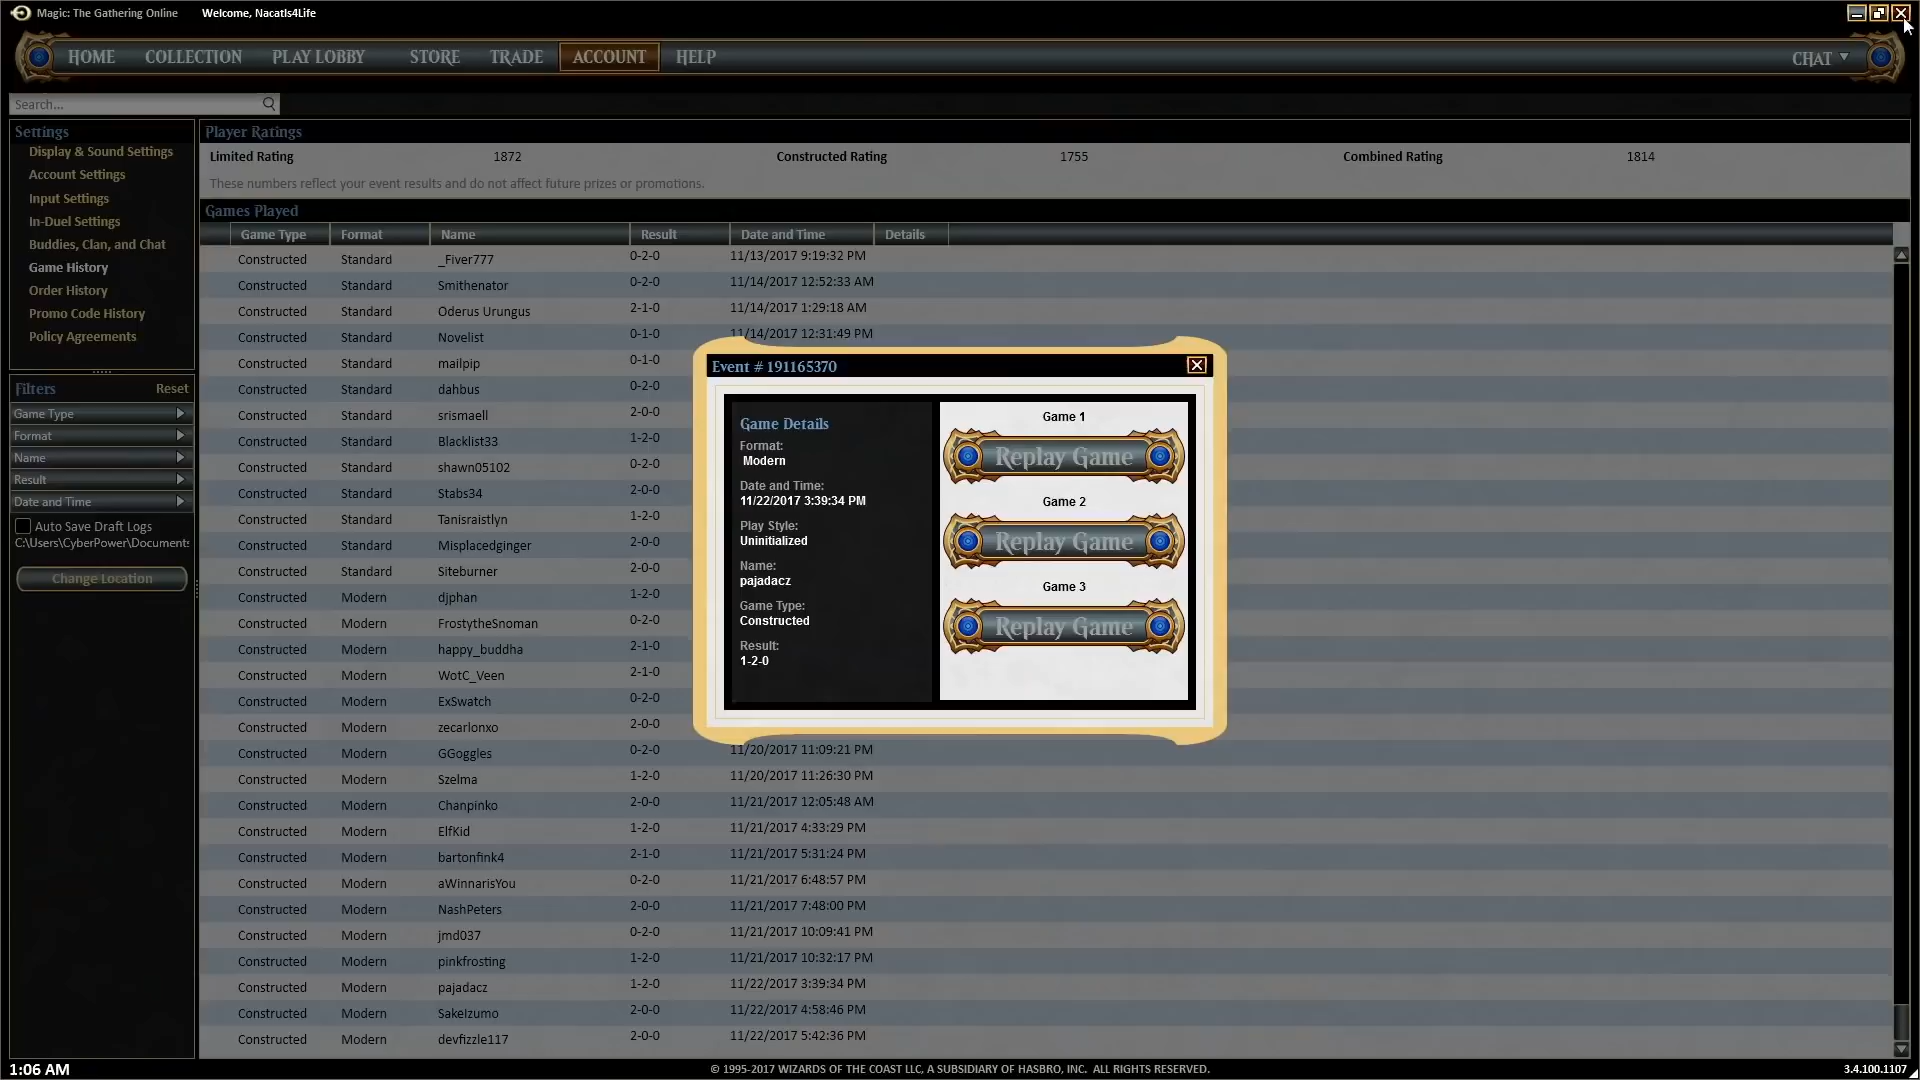 Magic: The Gathering Online Welcome, Nacatls4Life
HOME COLLECTION PLAY LOBBY STORE TRADE ACCOUNT HELP CHAT
Search...
Settings
Display & Sound Settings
Account Settings
Input Settings
In-Duel Settings
Buddies, Clan, and Chat
Game History
Order History
Promo Code History
Policy Agreements
Filters Reset
Game Type
Format
Name
Result
Date and Time
Auto Save Draft Logs
C:\Users\CyberPower\Documents
Change Location
Player Ratings
Limited Rating 1872 Constructed Rating 1755 Combined Rating 1814
These numbers reflect your event results and do not affect future prizes or promotions.
Games Played
Game Type Format Name Result Date and Time Details
Constructed Standard _Fiver777 0-2-0 11/13/2017 9:19:32 PM
Constructed Standard Smithenator 0-2-0 11/14/2017 12:52:33 AM
Constructed Standard Oderus Urungus 2-1-0 11/14/2017 1:29:18 AM
Constructed Standard Novelist 0-1-0 11/14/2017 12:31:49 PM
Constructed Standard mailpip 0-1-0
Constructed Standard dahbus 0-2-0
Constructed Standard srismaell 2-0-0
Constructed Standard Blacklist33 1-2-0
Constructed Standard shawn05102 0-2-0
Constructed Standard Stabs34 2-0-0
Constructed Standard Tanisraistlyn 1-2-0
Constructed Standard Misplacedginger 2-0-0
Constructed Standard Siteburner 2-0-0
Constructed Modern djphan 1-2-0
Constructed Modern FrostytheSnoman 0-2-0
Constructed Modern happy_buddha 2-1-0
Constructed Modern WotC_Veen 2-1-0
Constructed Modern ExSwatch 0-2-0
Constructed Modern zecarlonxo 2-0-0
Constructed Modern GGoggles 0-2-0 11/20/2017 11:09:21 PM
Constructed Modern Szelma 1-2-0 11/20/2017 11:26:30 PM
Constructed Modern Chanpinko 2-0-0 11/21/2017 12:05:48 AM
Constructed Modern ElfKid 1-2-0 11/21/2017 4:33:29 PM
Constructed Modern bartonfink4 2-1-0 11/21/2017 5:31:24 PM
Constructed Modern aWinnarisYou 0-2-0 11/21/2017 6:48:57 PM
Constructed Modern NashPeters 2-0-0 11/21/2017 7:48:00 PM
Constructed Modern jmd037 0-2-0 11/21/2017 10:09:41 PM
Constructed Modern pinkfrosting 1-2-0 11/21/2017 10:32:17 PM
Constructed Modern pajadacz 1-2-0 11/22/2017 3:39:34 PM
Constructed Modern SakeIzumo 2-0-0 11/22/2017 4:58:46 PM
Constructed Modern devfizzle117 2-0-0 11/22/2017 5:42:36 PM
Event # 191165370
Game Details
Format:
Modern
Date and Time:
11/22/2017 3:39:34 PM
Play Style:
Uninitialized
Name:
pajadacz
Game Type:
Constructed
Result:
1-2-0
Game 1
Replay Game
Game 2
Replay Game
Game 3
Replay Game
1:06 AM © 1995-2017 WIZARDS OF THE COAST LLC, A SUBSIDIARY OF HASBRO, INC. ALL RIGHTS RESERVED. 3.4.100.1107